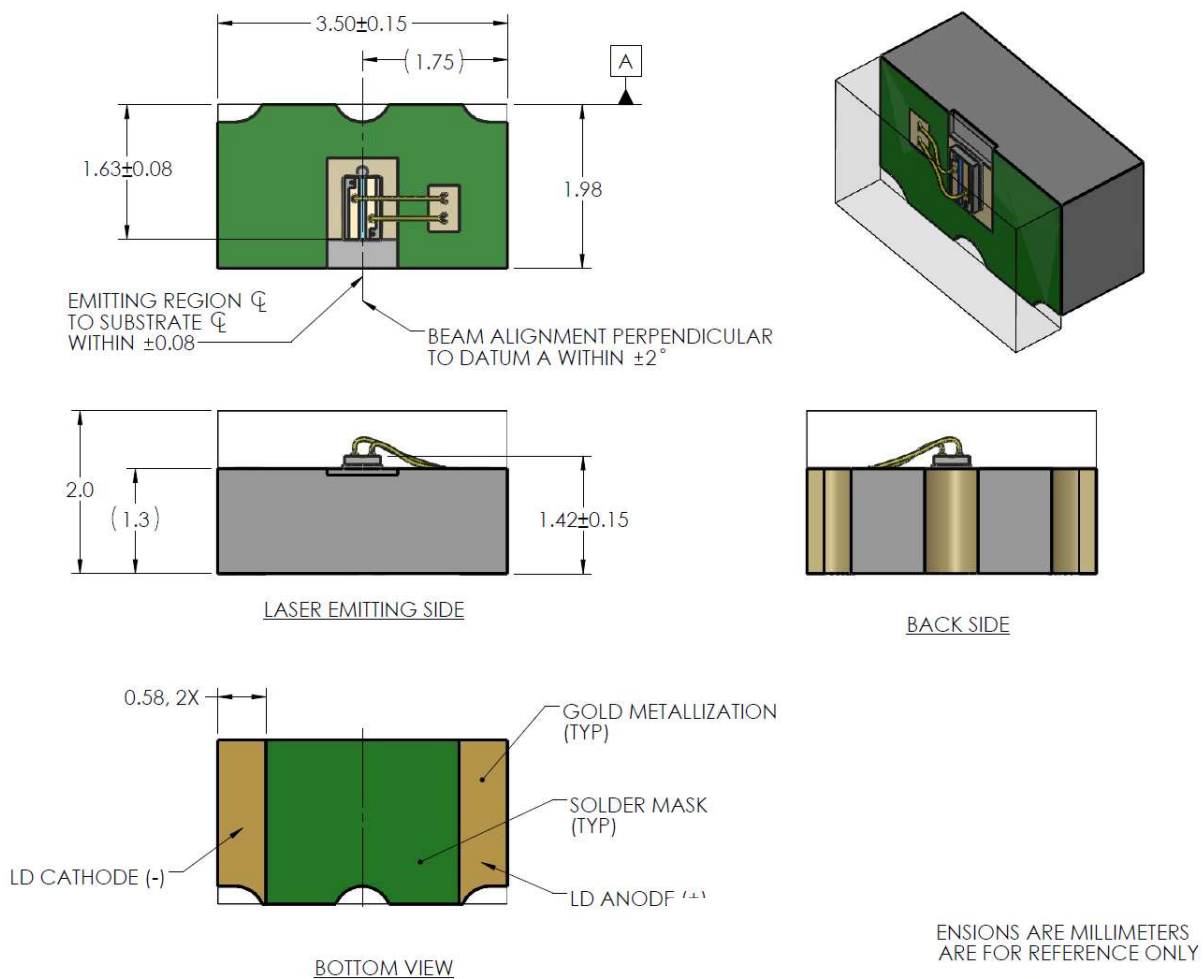 3.50±0.15
(1.75)
A
1.63±0.08
1.98
EMITTING REGION ℄
TO SUBSTRATE ℄
WITHIN ±0.08
BEAM ALIGNMENT PERPENDICULAR
TO DATUM A WITHIN ±2°
2.0
(1.3)
1.42±0.15
LASER EMITTING SIDE
BACK SIDE
0.58, 2X
GOLD METALLIZATION
(TYP)
SOLDER MASK
(TYP)
LD CATHODE (-)
LD ANODE
BOTTOM VIEW
ENSIONS ARE MILLIMETERS
ARE FOR REFERENCE ONLY